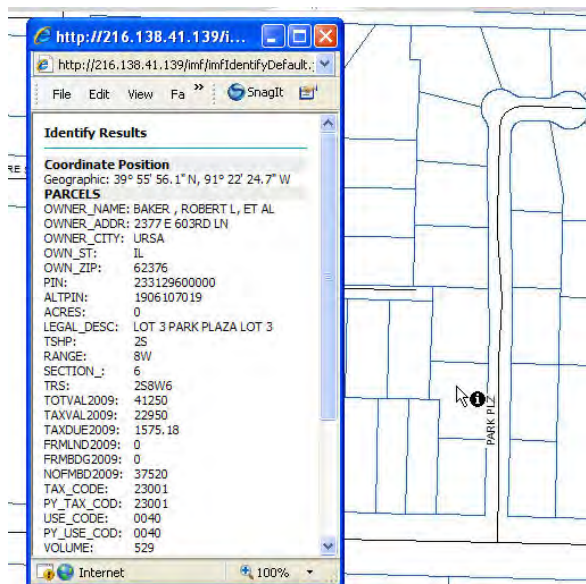 http://216.138.41.139/i...
http://216.138.41.139/imf/imfIdentifyDefault.
File Edit View Fa » SnagIt
Identify Results
Coordinate Position
Geographic: 39° 55' 56.1" N, 91° 22' 24.7" W
PARCELS
OWNER_NAME: BAKER , ROBERT L, ET AL
OWNER_ADDR: 2377 E 603RD LN
OWNER_CITY: URSA
OWN_ST: IL
OWN_ZIP: 62376
PIN: 233129600000
ALTPIN: 1906107019
ACRES: 0
LEGAL_DESC: LOT 3 PARK PLAZA LOT 3
TSHP: 2S
RANGE: 8W
SECTION_: 6
TRS: 2S8W6
TOTVAL2009: 41250
TAXVAL2009: 22950
TAXDUE2009: 1575.18
FRMLND2009: 0
FRMBDG2009: 0
NOFMBD2009: 37520
TAX_CODE: 23001
PY_TAX_COD: 23001
USE_CODE: 0040
PY_USE_COD: 0040
VOLUME: 529
Internet 100%
PARK PLZ